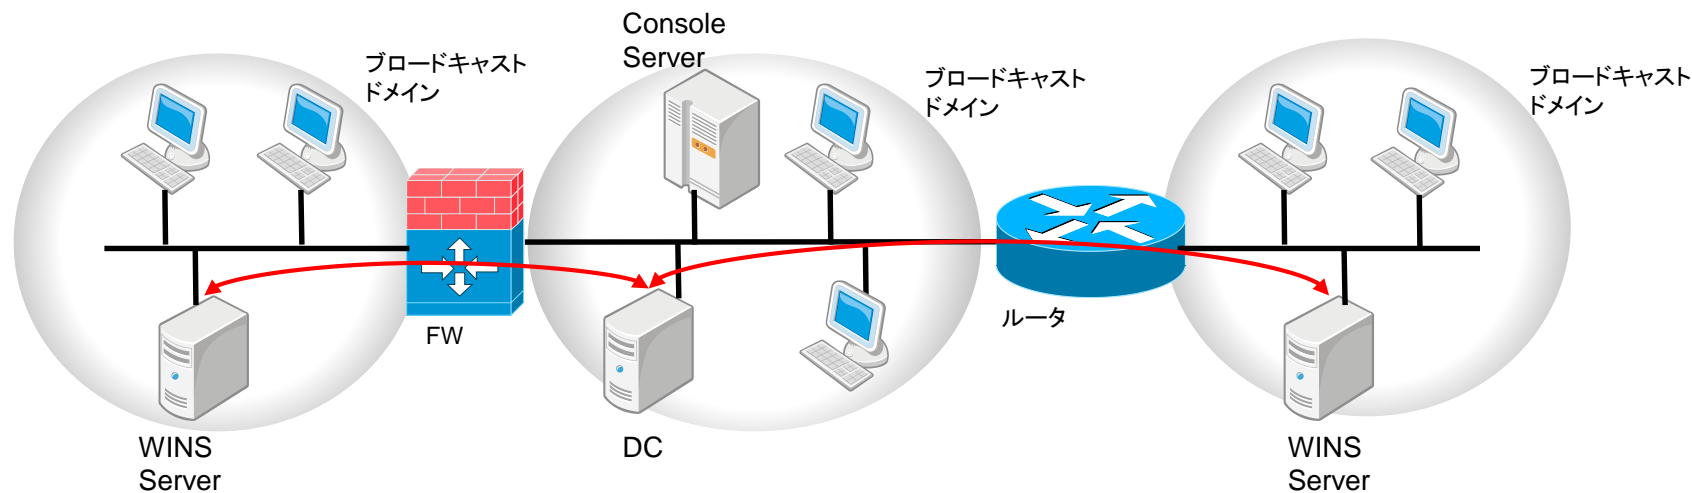 Console
Server
ブロードキャスト
ドメイン
ブロードキャスト
ドメイン
ブロードキャスト
ドメイン
FW
ルータ
WINS
Server
DC
WINS
Server